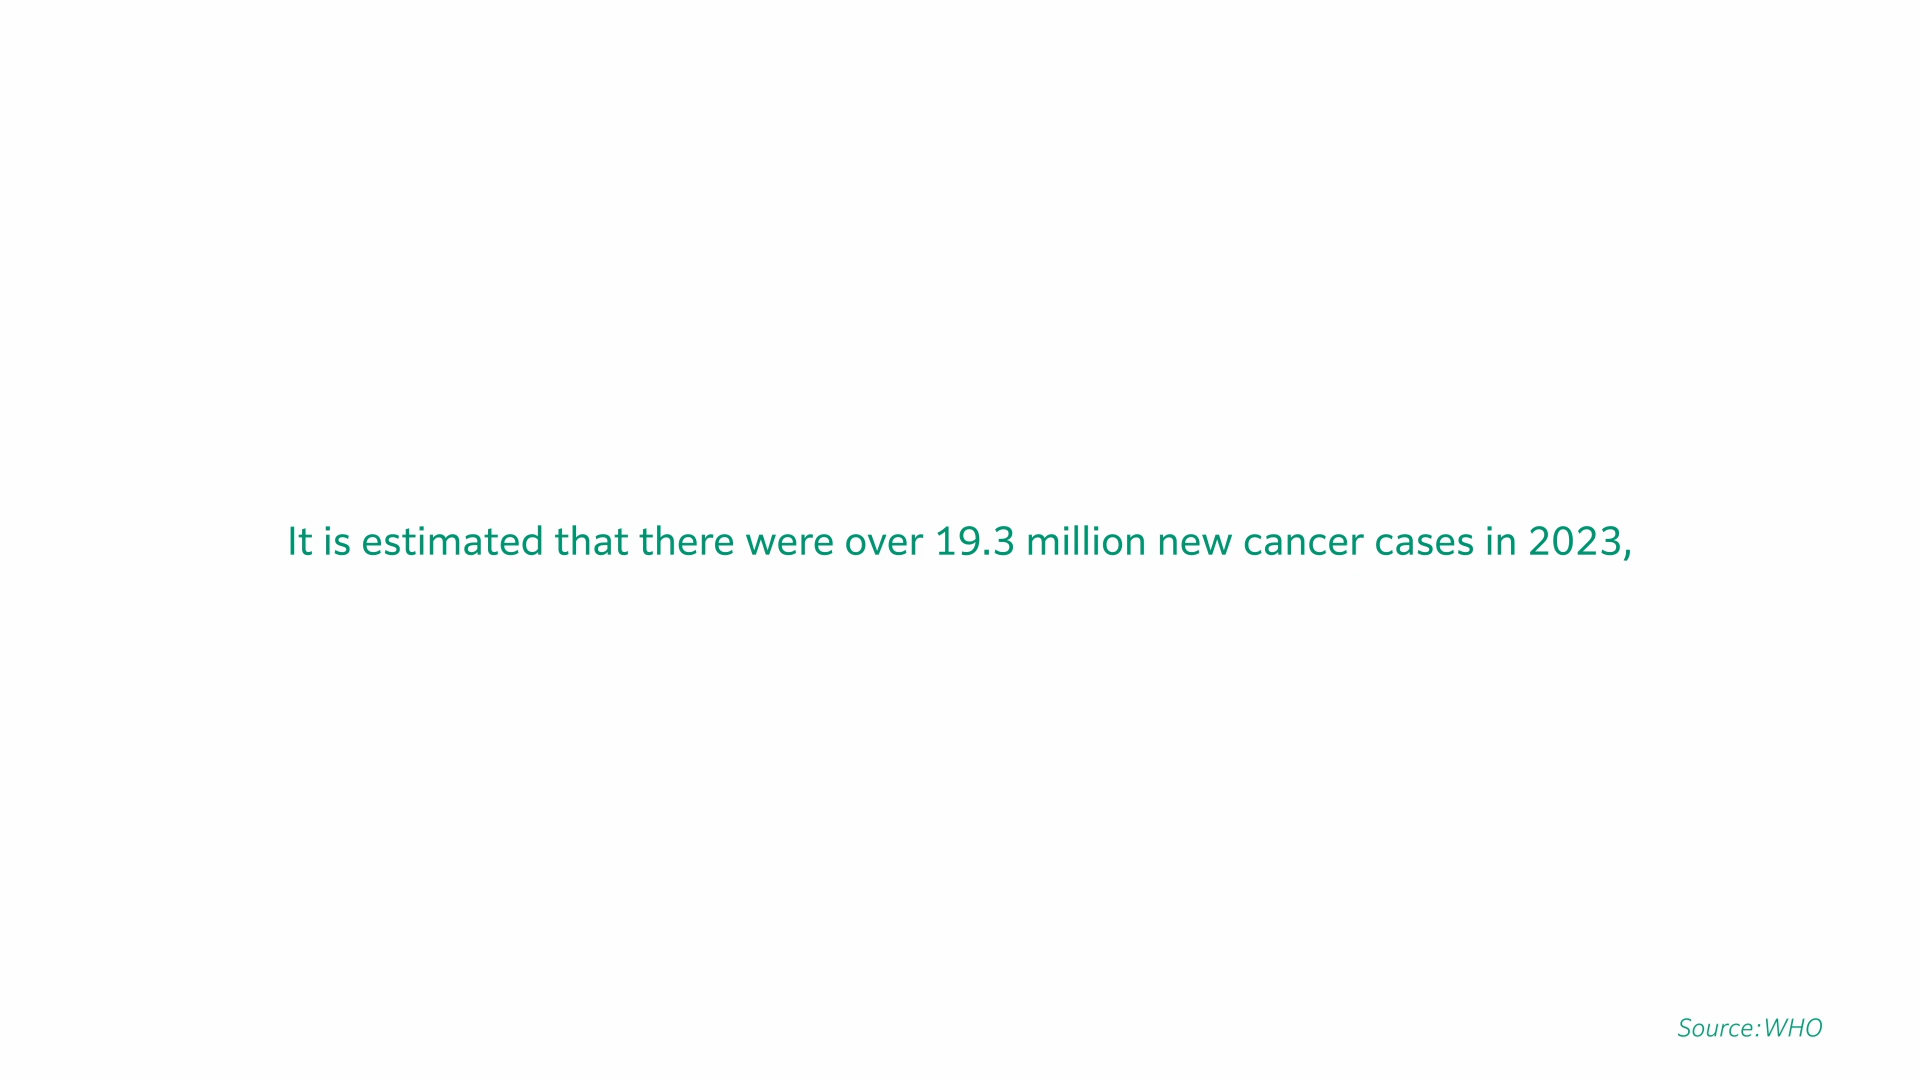 It is estimated that there were over 19.3 million new cancer cases in 2023,
Source: WHO